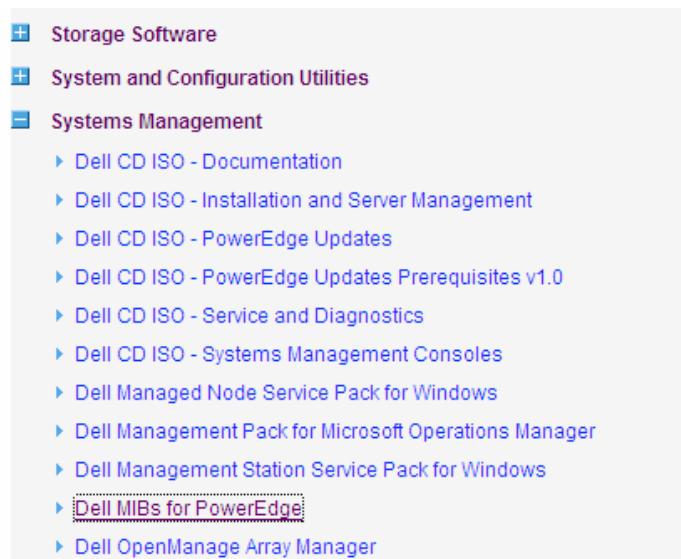 Storage Software
System and Configuration Utilities
Systems Management
Dell CD ISO - Documentation
Dell CD ISO - Installation and Server Management
Dell CD ISO - PowerEdge Updates
Dell CD ISO - PowerEdge Updates Prerequisites v1.0
Dell CD ISO - Service and Diagnostics
Dell CD ISO - Systems Management Consoles
Dell Managed Node Service Pack for Windows
Dell Management Pack for Microsoft Operations Manager
Dell Management Station Service Pack for Windows
Dell MIBs for PowerEdge
Dell OpenManage Array Manager